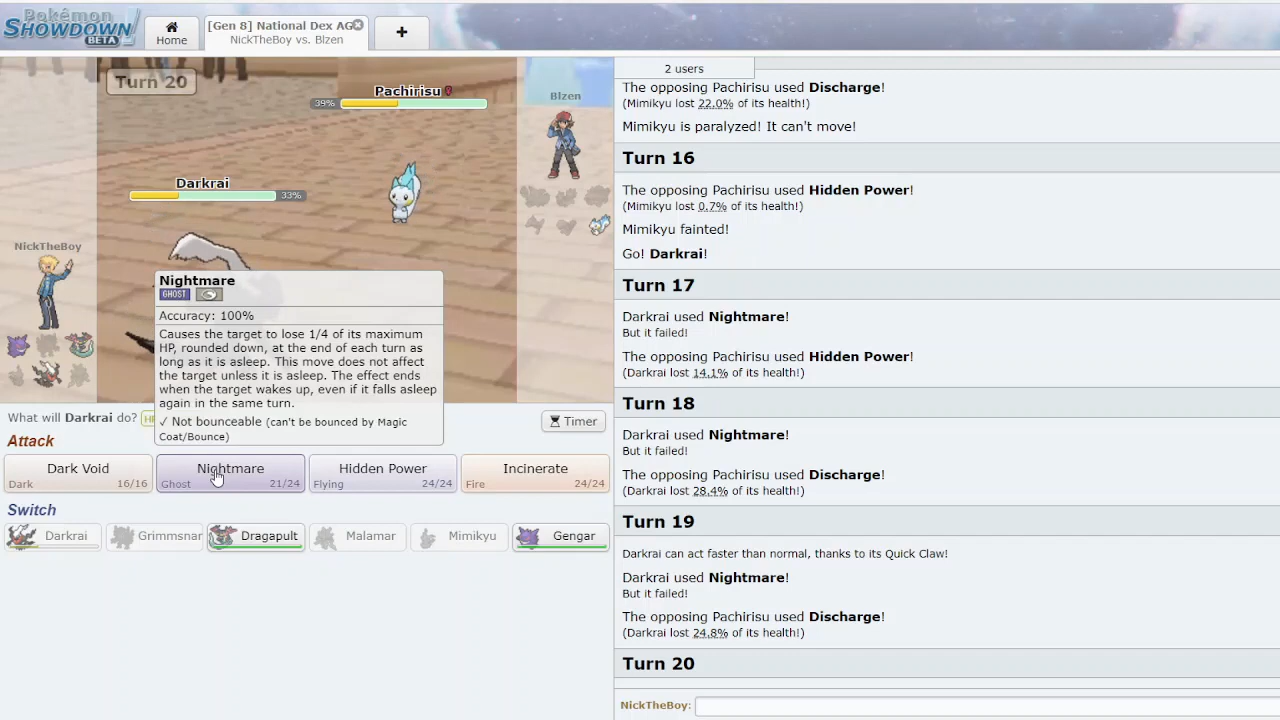 Pokémon
SHOWDOWN!
BETA
Home
[Gen 8] National Dex AG
NickTheBoy vs. Blzen
+
Turn 20
Pachirisu
39%
Blzen
Darkrai
33%
NickTheBoy
Nightmare
GHOST
Accuracy: 100%
Causes the target to lose 1/4 of its maximum
HP, rounded down, at the end of each turn as
long as it is asleep. This move does not affect
the target unless it is asleep. The effect ends
when the target wakes up, even if it falls asleep
again in the same turn.
✓ Not bounceable (can't be bounced by Magic
Coat/Bounce)
What will Darkrai do?
Timer
Attack
Dark Void
Dark 16/16
Nightmare
Ghost 21/24
Hidden Power
Flying 24/24
Incinerate
Fire 24/24
Switch
Darkrai
Grimmsnar
Dragapult
Malamar
Mimikyu
Gengar
2 users
The opposing Pachirisu used Discharge!
(Mimikyu lost 22.0% of its health!)
Mimikyu is paralyzed! It can't move!
Turn 16
The opposing Pachirisu used Hidden Power!
(Mimikyu lost 0.7% of its health!)
Mimikyu fainted!
Go! Darkrai!
Turn 17
Darkrai used Nightmare!
But it failed!
The opposing Pachirisu used Hidden Power!
(Darkrai lost 14.1% of its health!)
Turn 18
Darkrai used Nightmare!
But it failed!
The opposing Pachirisu used Discharge!
(Darkrai lost 28.4% of its health!)
Turn 19
Darkrai can act faster than normal, thanks to its Quick Claw!
Darkrai used Nightmare!
But it failed!
The opposing Pachirisu used Discharge!
(Darkrai lost 24.8% of its health!)
Turn 20
NickTheBoy: